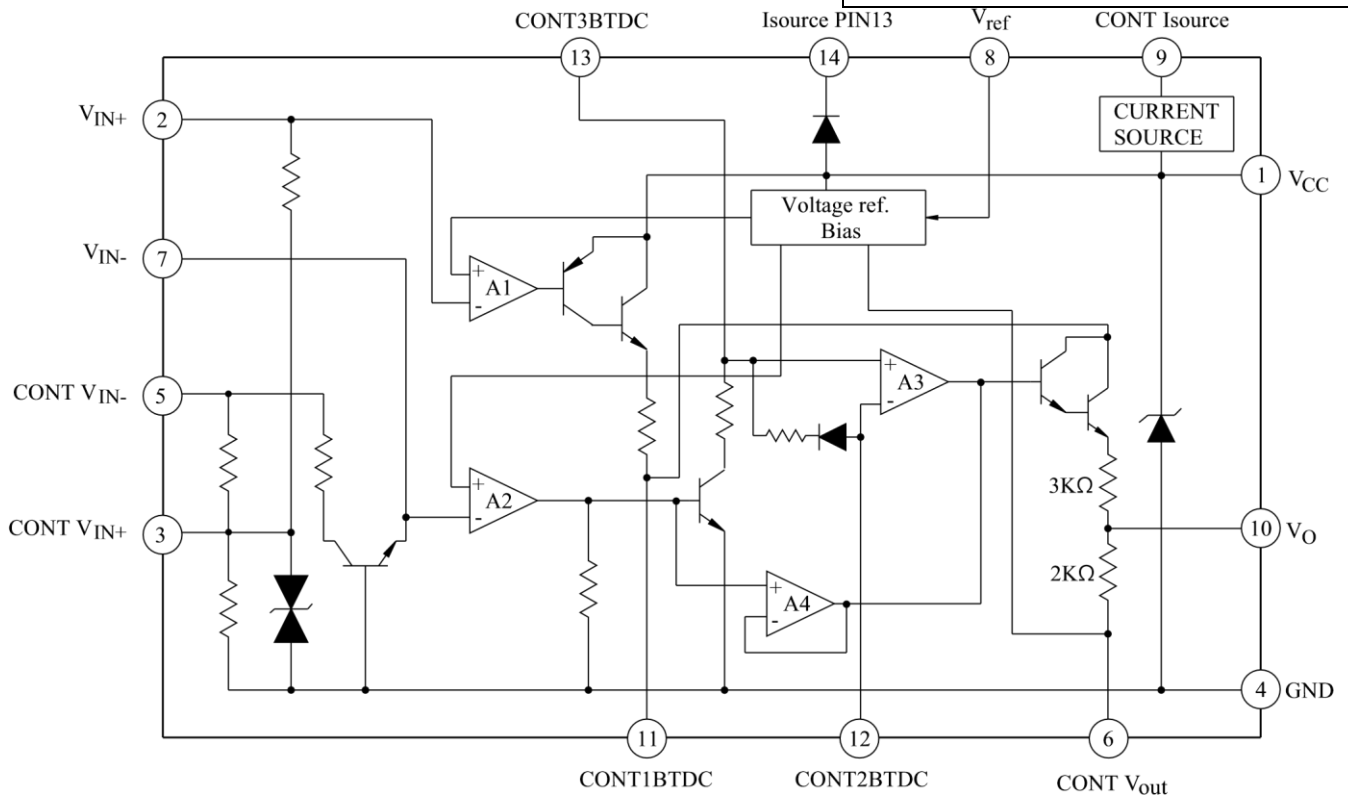 CONT3BTDC
Isource PIN13
Vref
CONT Isource
13
14
8
9
VIN+
2
CURRENT
SOURCE
1
VCC
Voltage ref.
Bias
VIN-
7
+
A1
-
CONT VIN-
5
+
A3
-
3KΩ
+
A2
-
CONT VIN+
3
10
VO
2KΩ
+
A4
-
4
GND
11
12
6
CONT1BTDC
CONT2BTDC
CONT Vout